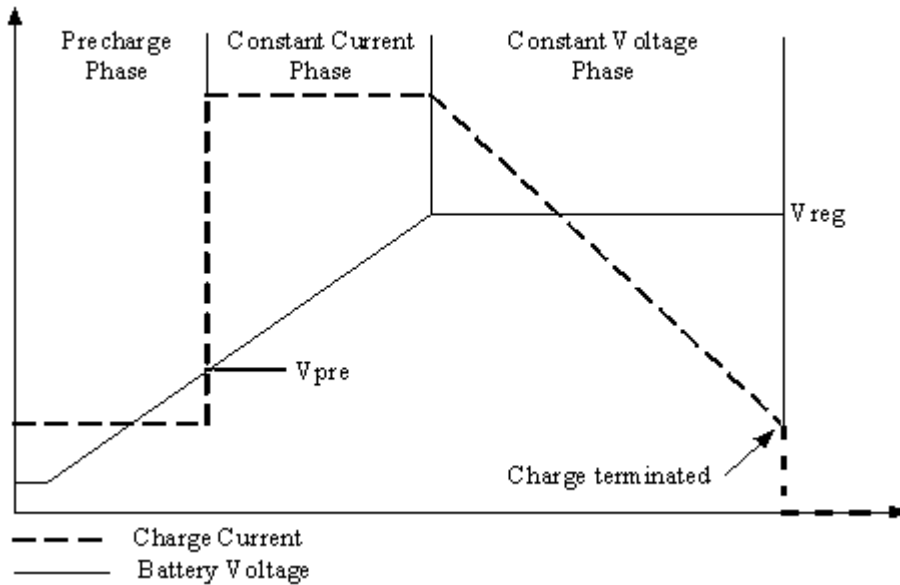 Precharge
Phase
Constant Current
Phase
Constant Voltage
Phase
Vreg
Vpre
Charge terminated
Charge Current
Battery Voltage